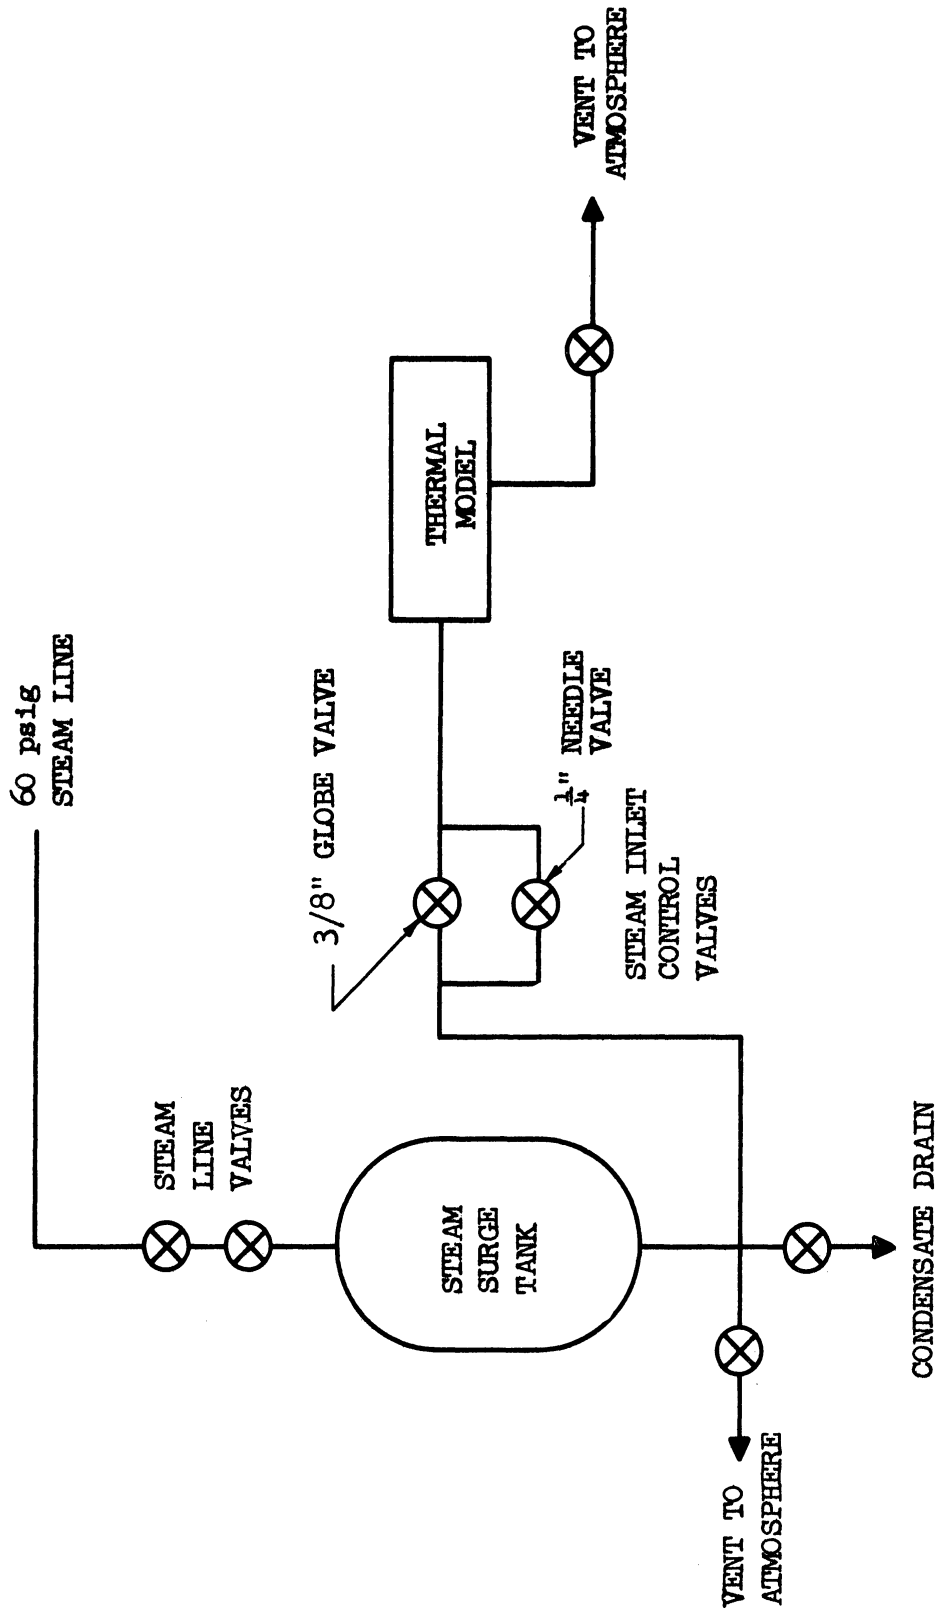 60 psig
STEAM LINE
STEAM
LINE
VALVES
3/8" GLOBE VALVE
STEAM
SURGE
TANK
THERMAL
MODEL
1/4" NEEDLE
VALVE
STEAM INLET
CONTROL
VALVES
VENT TO
ATMOSPHERE
VENT TO
ATMOSPHERE
CONDENSATE DRAIN